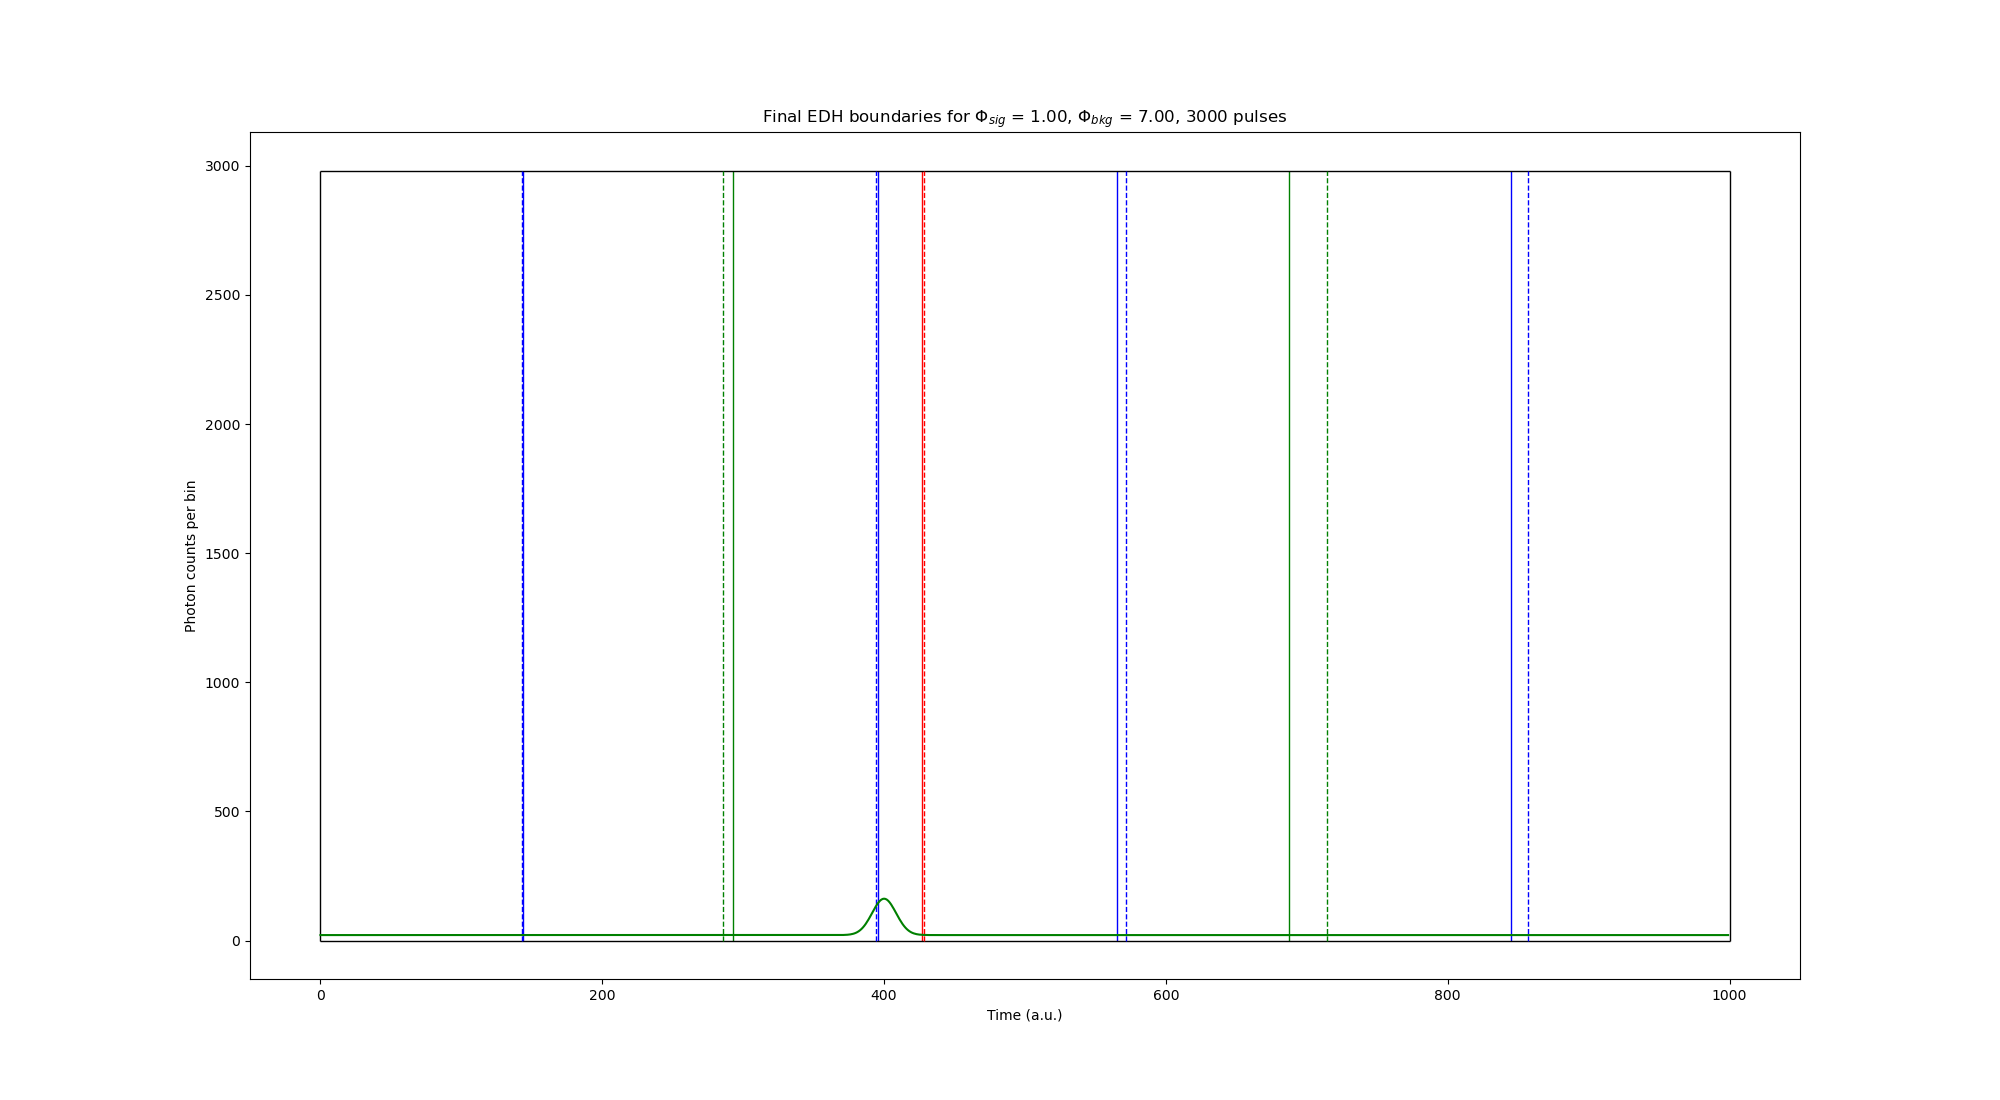 Final EDH boundaries for Φsig = 1.00, Φbkg = 7.00, 3000 pulses
3000
2500
2000
1500
1000
500
0
Photon counts per bin
0 200 400 600 800 1000
Time (a.u.)